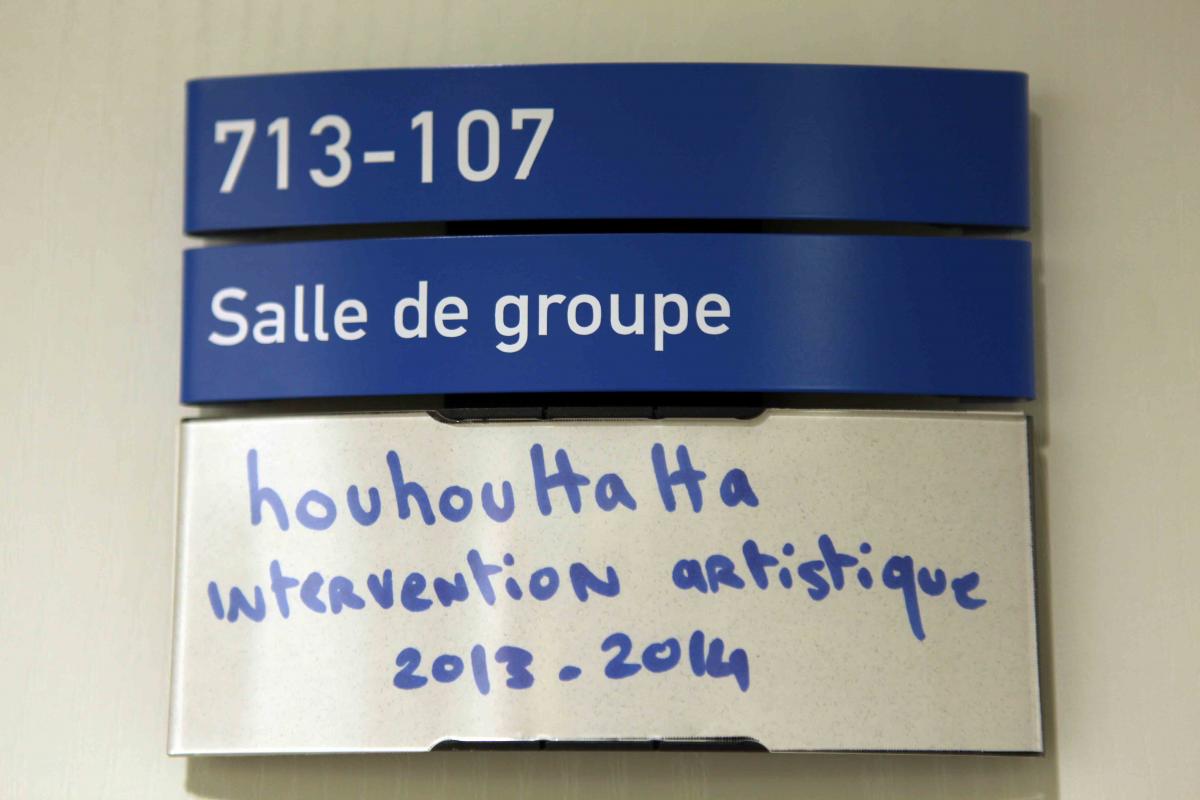 713-107
Salle de groupe
houhouHaHa
Intervention artistique
2013-2014